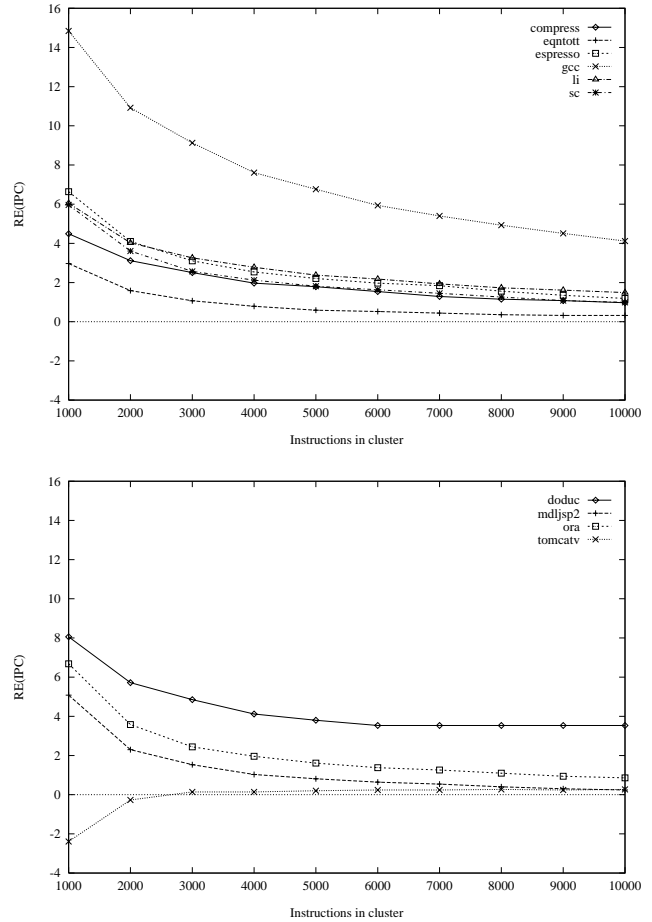 16
14
12
10
8
6
4
2
0
-2
-4
RE(IPC)
compress
eqntott
espresso
gcc
li
sc
1000 2000 3000 4000 5000 6000 7000 8000 9000 10000
Instructions in cluster
16
14
12
10
8
6
4
2
0
-2
-4
RE(IPC)
doduc
mdljsp2
ora
tomcatv
1000 2000 3000 4000 5000 6000 7000 8000 9000 10000
Instructions in cluster